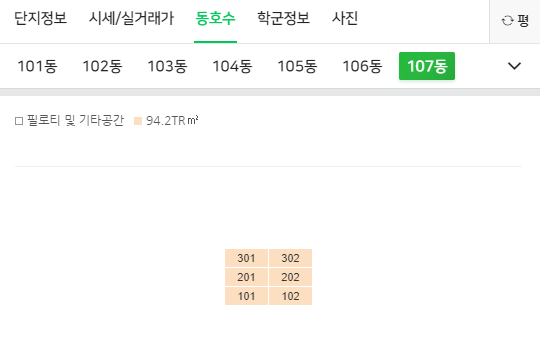 단지정보 시세/실거래가 동호수 학군정보 사진 평
101동 102동 103동 104동 105동 106동 107동
필로티 및 기타공간 94.2TR㎡
301 302
201 202
101 102